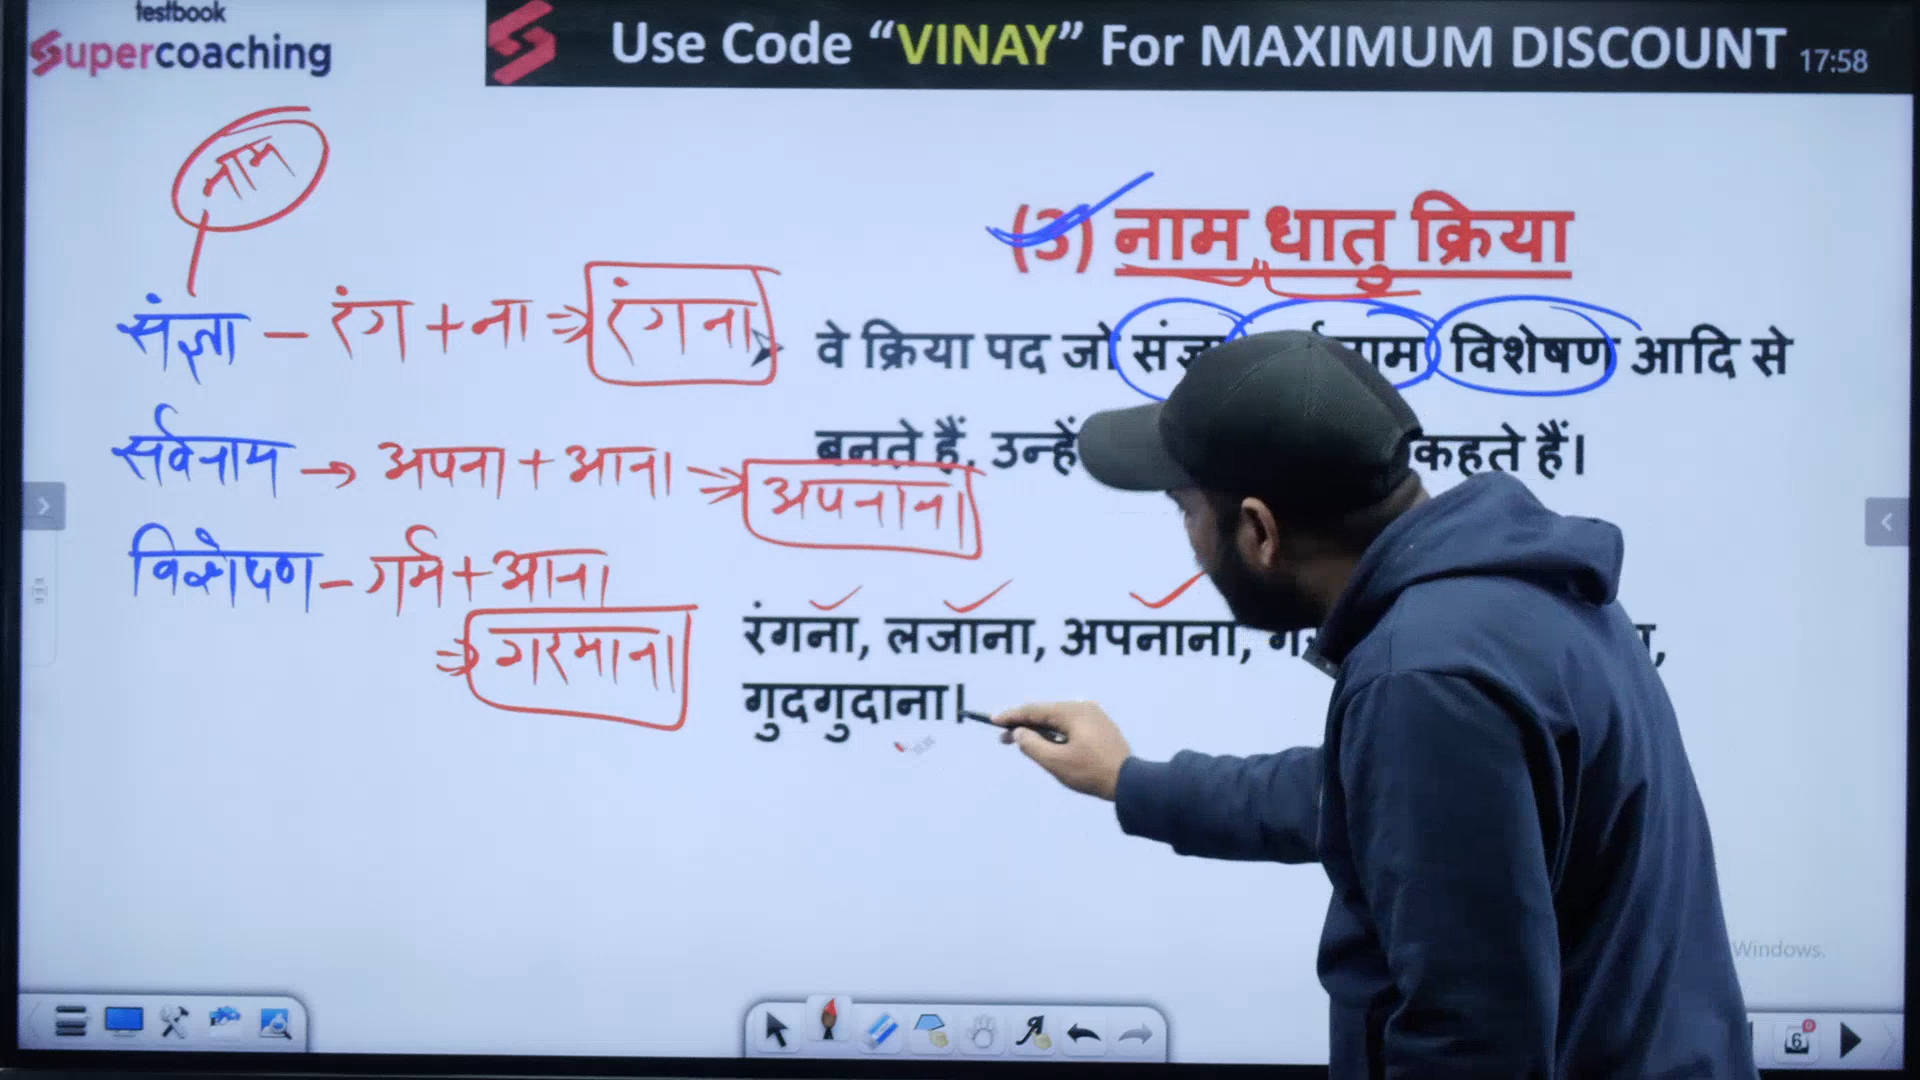 testbook
Supercoaching
Use Code “VINAY” For MAXIMUM DISCOUNT 17:58
नाम
(3) नाम धातु क्रिया
संज्ञा – रंग + ना ⇒ रंगना
वे क्रिया पद जो विशेषण आदि से
बनते हैं, उन्हें कहते हैं।
सर्वनाम → अपना + आना ⇒ अपनाना
विशेषण – गर्म + आना
⇒ गरमाना
रंगना, लजाना, अपनाना,
गुदगुदाना।
Windows.
6